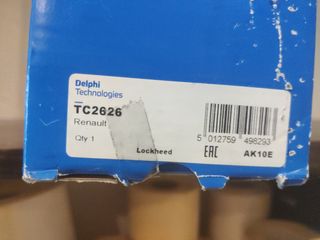 Delphi
Technologies
TC2626
Renault
Qty 1
Lockheed
5 012759 498293
EAC
AK10E